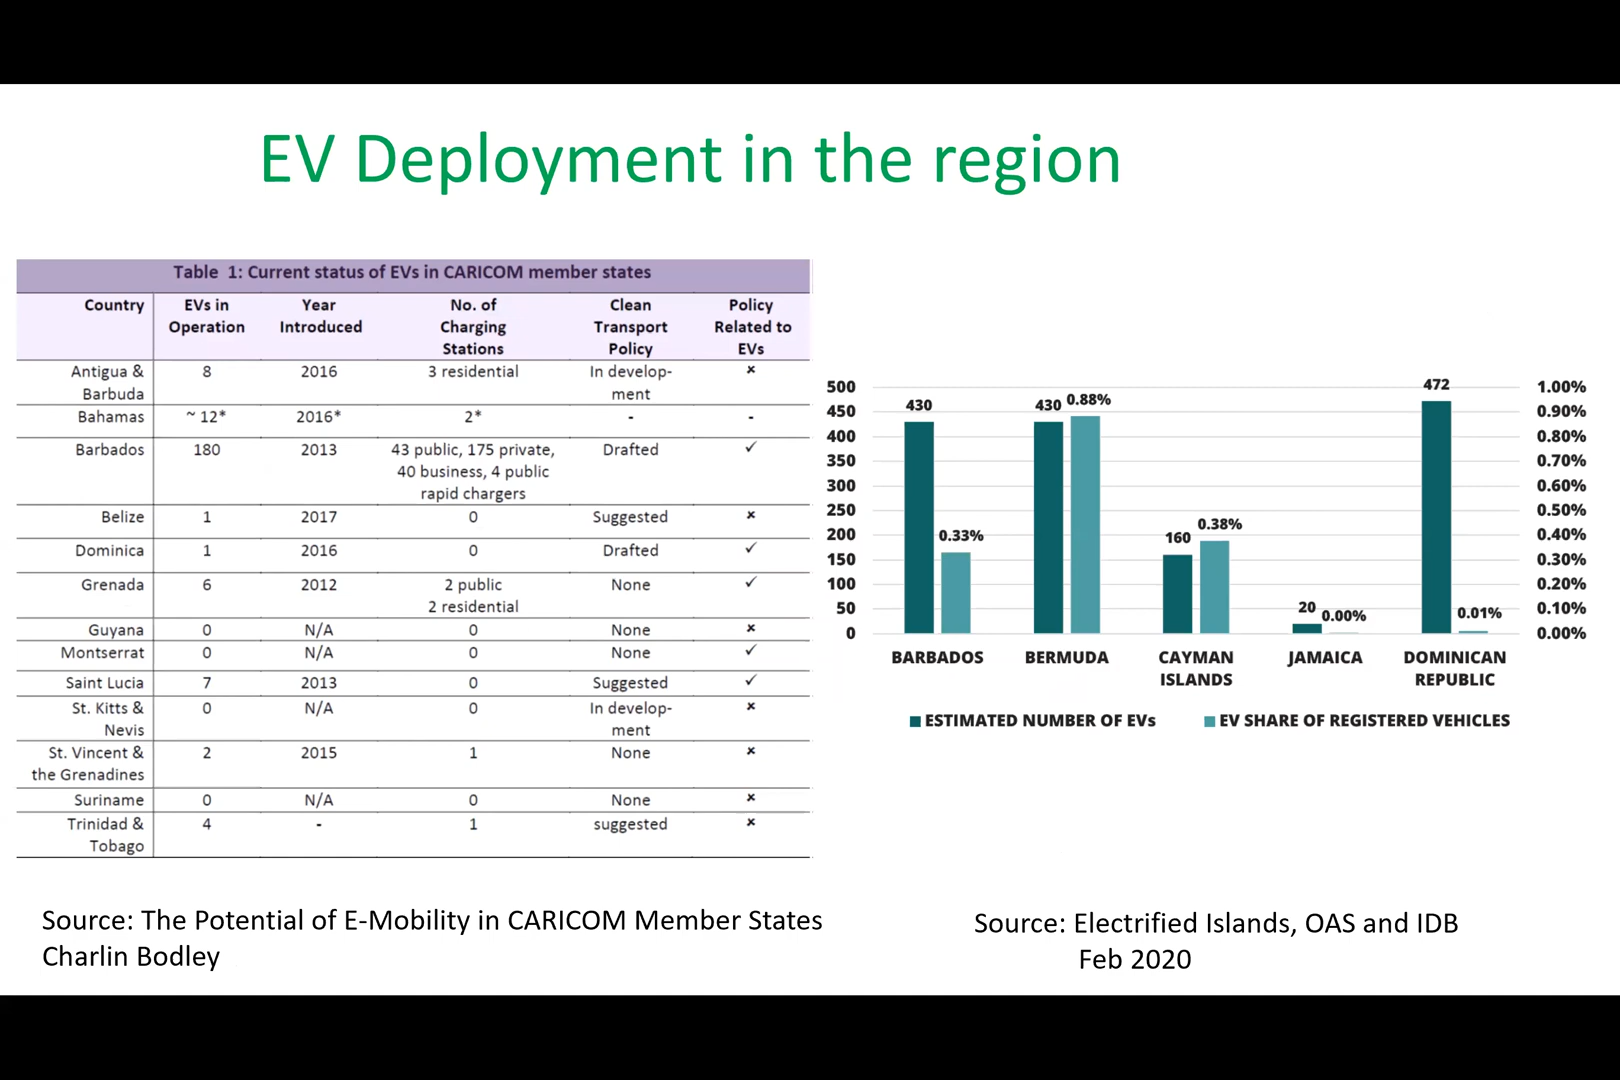 EV Deployment in the region
Table 1: Current status of EVs in CARICOM member states
Country EVs in Operation Year Introduced No. of Charging Stations Clean Transport Policy Policy Related to EVs
Antigua & Barbuda 8 2016 3 residential In develop-ment ×
Bahamas ~ 12* 2016* 2* - -
Barbados 180 2013 43 public, 175 private, 40 business, 4 public rapid chargers Drafted ✓
Belize 1 2017 0 Suggested ×
Dominica 1 2016 0 Drafted ✓
Grenada 6 2012 2 public 2 residential None ✓
Guyana 0 N/A 0 None ×
Montserrat 0 N/A 0 None ✓
Saint Lucia 7 2013 0 Suggested ✓
St. Kitts & Nevis 0 N/A 0 In develop-ment ×
St. Vincent & the Grenadines 2 2015 1 None ×
Suriname 0 N/A 0 None ×
Trinidad & Tobago 4 - 1 suggested ×
Source: The Potential of E-Mobility in CARICOM Member States
Charlin Bodley
500
450
400
350
300
250
200
150
100
50
0
430
0.33%
430
0.88%
160
0.38%
20
0.00%
472
0.01%
1.00%
0.90%
0.80%
0.70%
0.60%
0.50%
0.40%
0.30%
0.20%
0.10%
0.00%
BARBADOS
BERMUDA
CAYMAN
ISLANDS
JAMAICA
DOMINICAN
REPUBLIC
ESTIMATED NUMBER OF EVs
EV SHARE OF REGISTERED VEHICLES
Source: Electrified Islands, OAS and IDB
Feb 2020